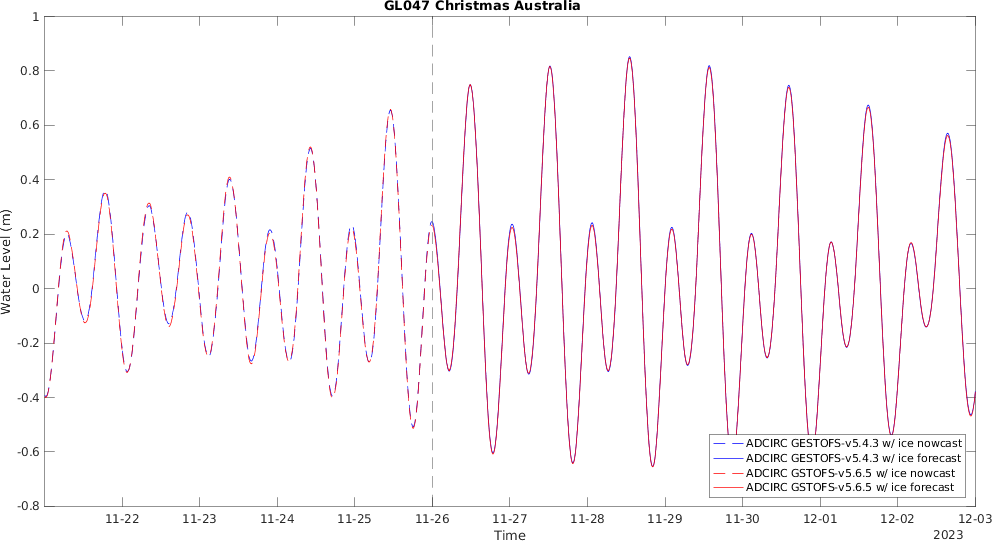 GL047 Christmas Australia
Water Level (m)
1
0.8
0.6
0.4
0.2
0
-0.2
-0.4
-0.6
-0.8
ADCIRC GESTOFS-v5.4.3 w/ ice nowcast
ADCIRC GESTOFS-v5.4.3 w/ ice forecast
ADCIRC GSTOFS-v5.6.5 w/ ice nowcast
ADCIRC GSTOFS-v5.6.5 w/ ice forecast
11-22 11-23 11-24 11-25 11-26 11-27 11-28 11-29 11-30 12-01 12-02 12-03
Time
2023